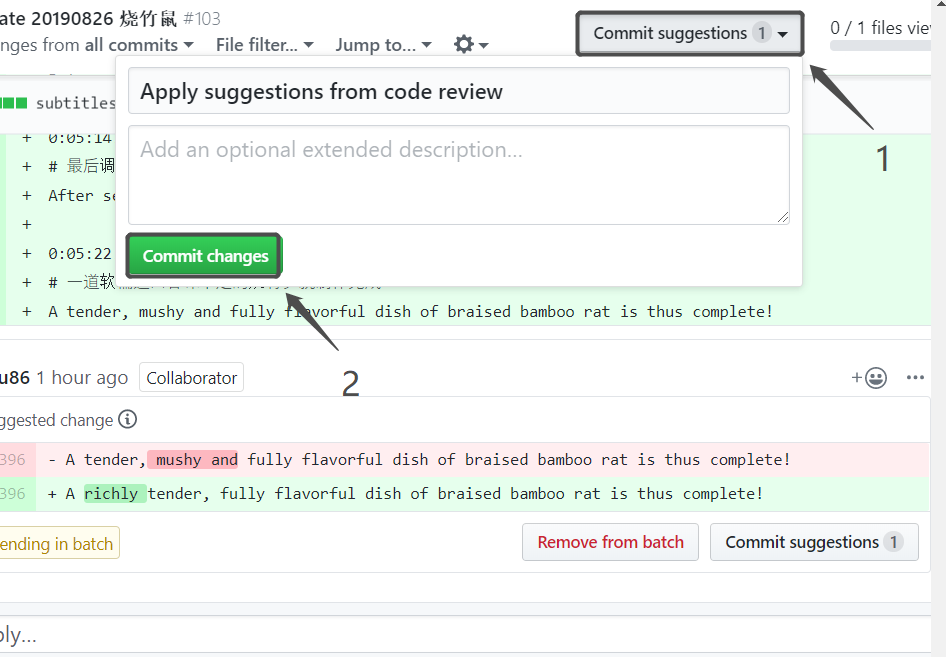 ate 20190826 烧竹鼠 #103
nges from all commits File filter... Jump to...
Commit suggestions 1
0 / 1 files vie
Apply suggestions from code review
Add an optional extended description...
Commit changes
1
2
subtitles
+ 0:05:14
+ # 最后调
+ After se
+
+ 0:05:22
+ # 一道软
+ A tender, mushy and fully flavorful dish of braised bamboo rat is thus complete!
u86 1 hour ago Collaborator
ggested change
396 - A tender, mushy and fully flavorful dish of braised bamboo rat is thus complete!
396 + A richly tender, fully flavorful dish of braised bamboo rat is thus complete!
ending in batch
Remove from batch
Commit suggestions 1
ply...